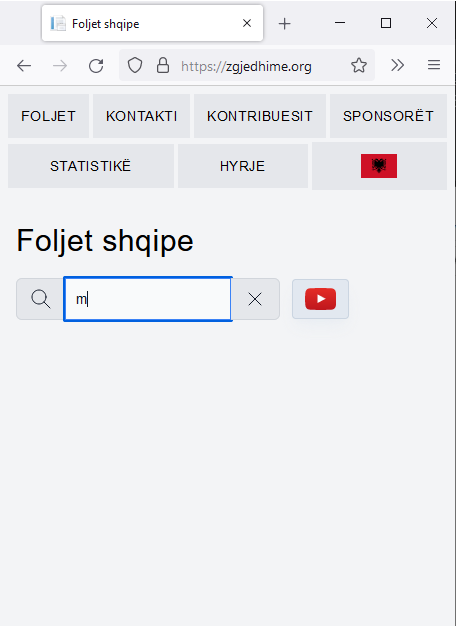 Foljet shqipe
https://zgjedhime.org
FOLJET KONTAKTI KONTRIBUESIT SPONSORËT
STATISTIKË HYRJE
Foljet shqipe
m